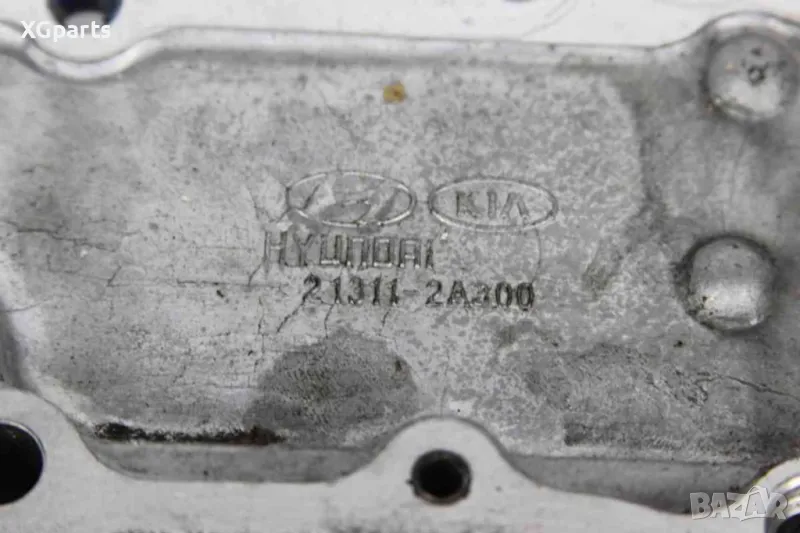 XGparts
KIA
HYUNDAI
21311-2A300
BAZAR